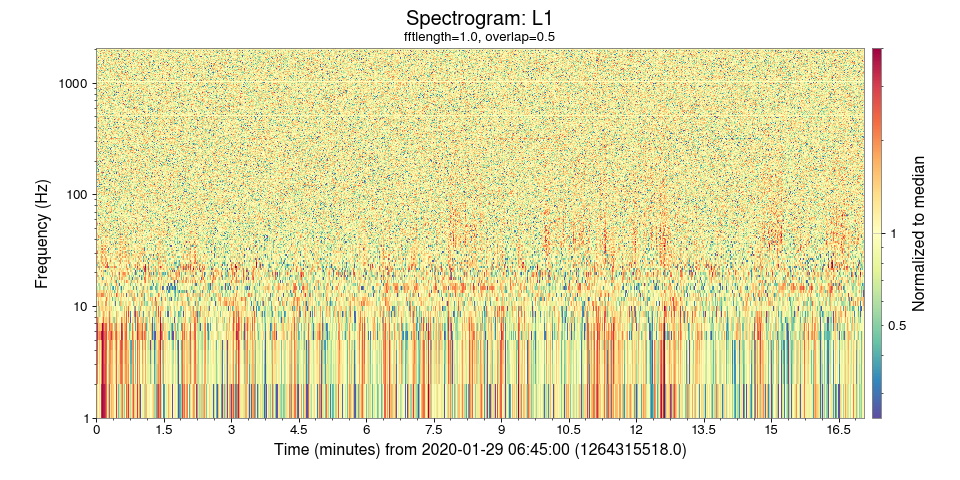 Spectrogram: L1
fftlength=1.0, overlap=0.5
1000
100
10
1
Frequency (Hz)
0 1.5 3 4.5 6 7.5 9 10.5 12 13.5 15 16.5
Time (minutes) from 2020-01-29 06:45:00 (1264315518.0)
1
0.5
Normalized to median